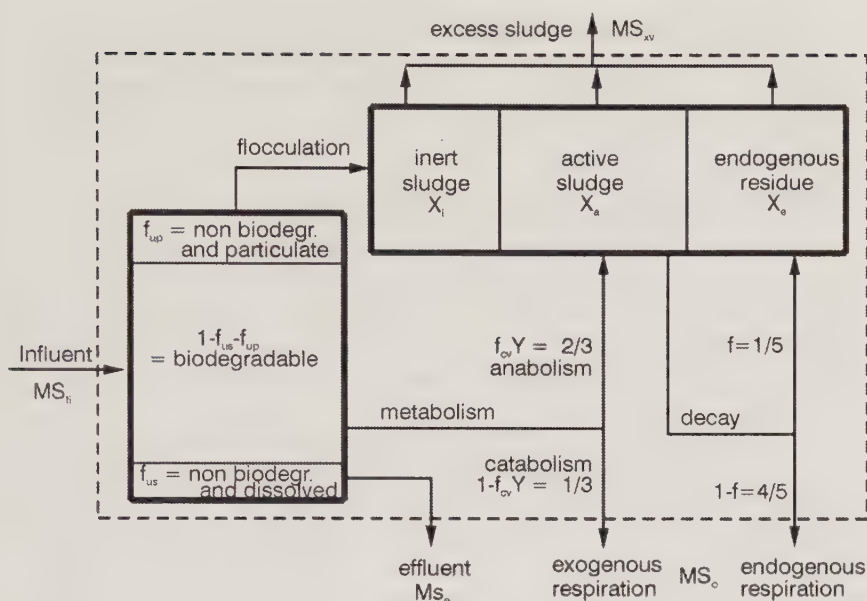 excess sludge MS_xv
flocculation
inert
sludge
X_i
active
sludge
X_a
endogenous
residue
X_e
f_up = non biodegr.
and particulate
1-f_us-f_up
= biodegradable
Influent
MS_ti
f_cvY = 2/3
anabolism
f=1/5
metabolism
decay
catabolism
1-f_cvY = 1/3
f_us = non biodegr.
and dissolved
1-f=4/5
effluent
Ms_e
exogenous
respiration
MS_o
endogenous
respiration